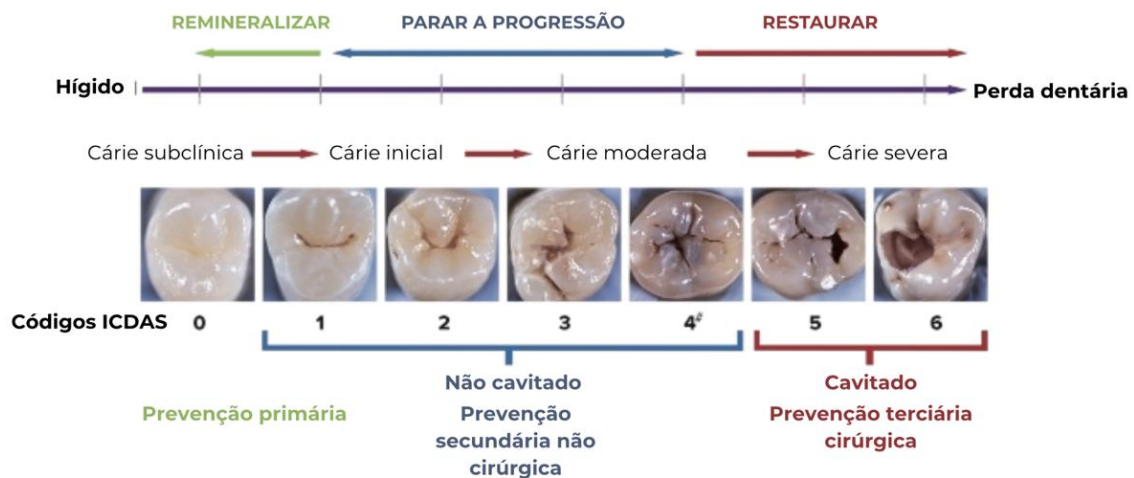 REMINERALIZAR
PARAR A PROGRESSÃO
RESTAURAR
Hígido
Perda dentária
Cárie subclínica
Cárie inicial
Cárie moderada
Cárie severa
Códigos ICDAS 0 1 2 3 4 5 6
Não cavitado
Cavitado
Prevenção primária
Prevenção
secundária não
cirúrgica
Prevenção terciária
cirúrgica